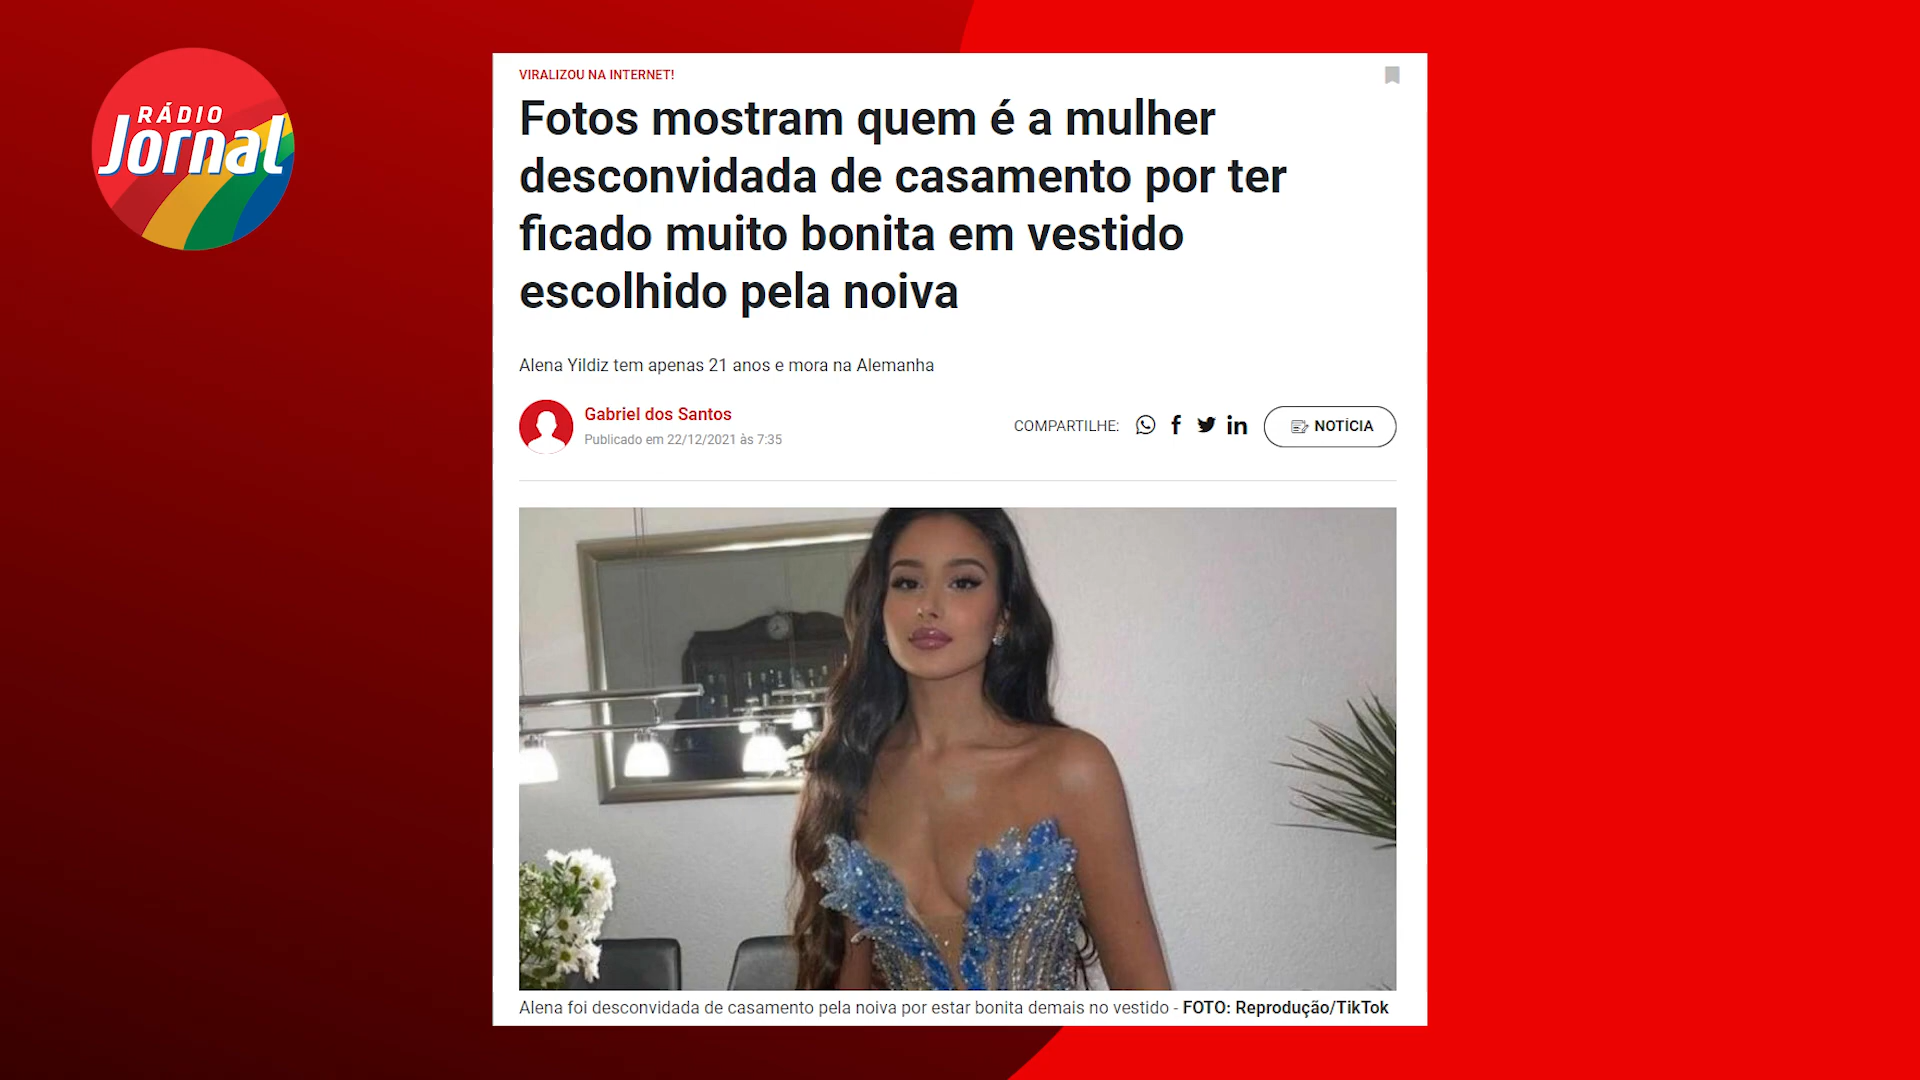 RÁDIO
Jornal
VIRALIZOU NA INTERNET!
Fotos mostram quem é a mulher
desconvidada de casamento por ter
ficado muito bonita em vestido
escolhido pela noiva
Alena Yildiz tem apenas 21 anos e mora na Alemanha
Gabriel dos Santos
Publicado em 22/12/2021 às 7:35
COMPARTILHE:
NOTÍCIA
Alena foi desconvidada de casamento pela noiva por estar bonita demais no vestido - FOTO: Reprodução/TikTok